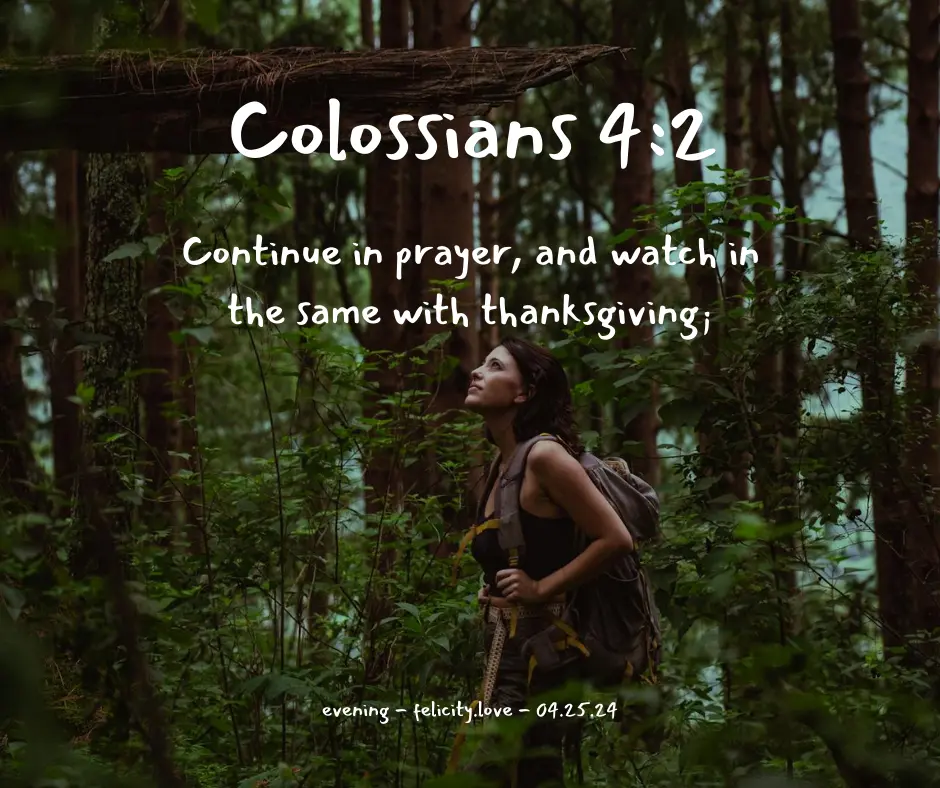 Colossians 4:2
Continue in prayer, and watch in
the same with thanksgiving;
evening - felicity.love - 04.25.24